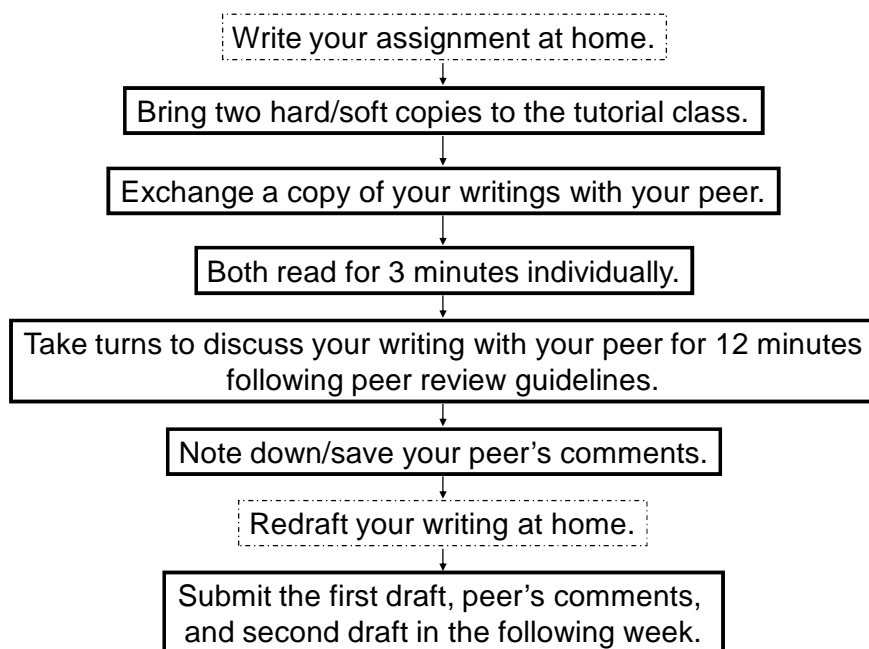 Write your assignment at home.
Bring two hard/soft copies to the tutorial class.
Exchange a copy of your writings with your peer.
Both read for 3 minutes individually.
Take turns to discuss your writing with your peer for 12 minutes
following peer review guidelines.
Note down/save your peer’s comments.
Redraft your writing at home.
Submit the first draft, peer’s comments,
and second draft in the following week.